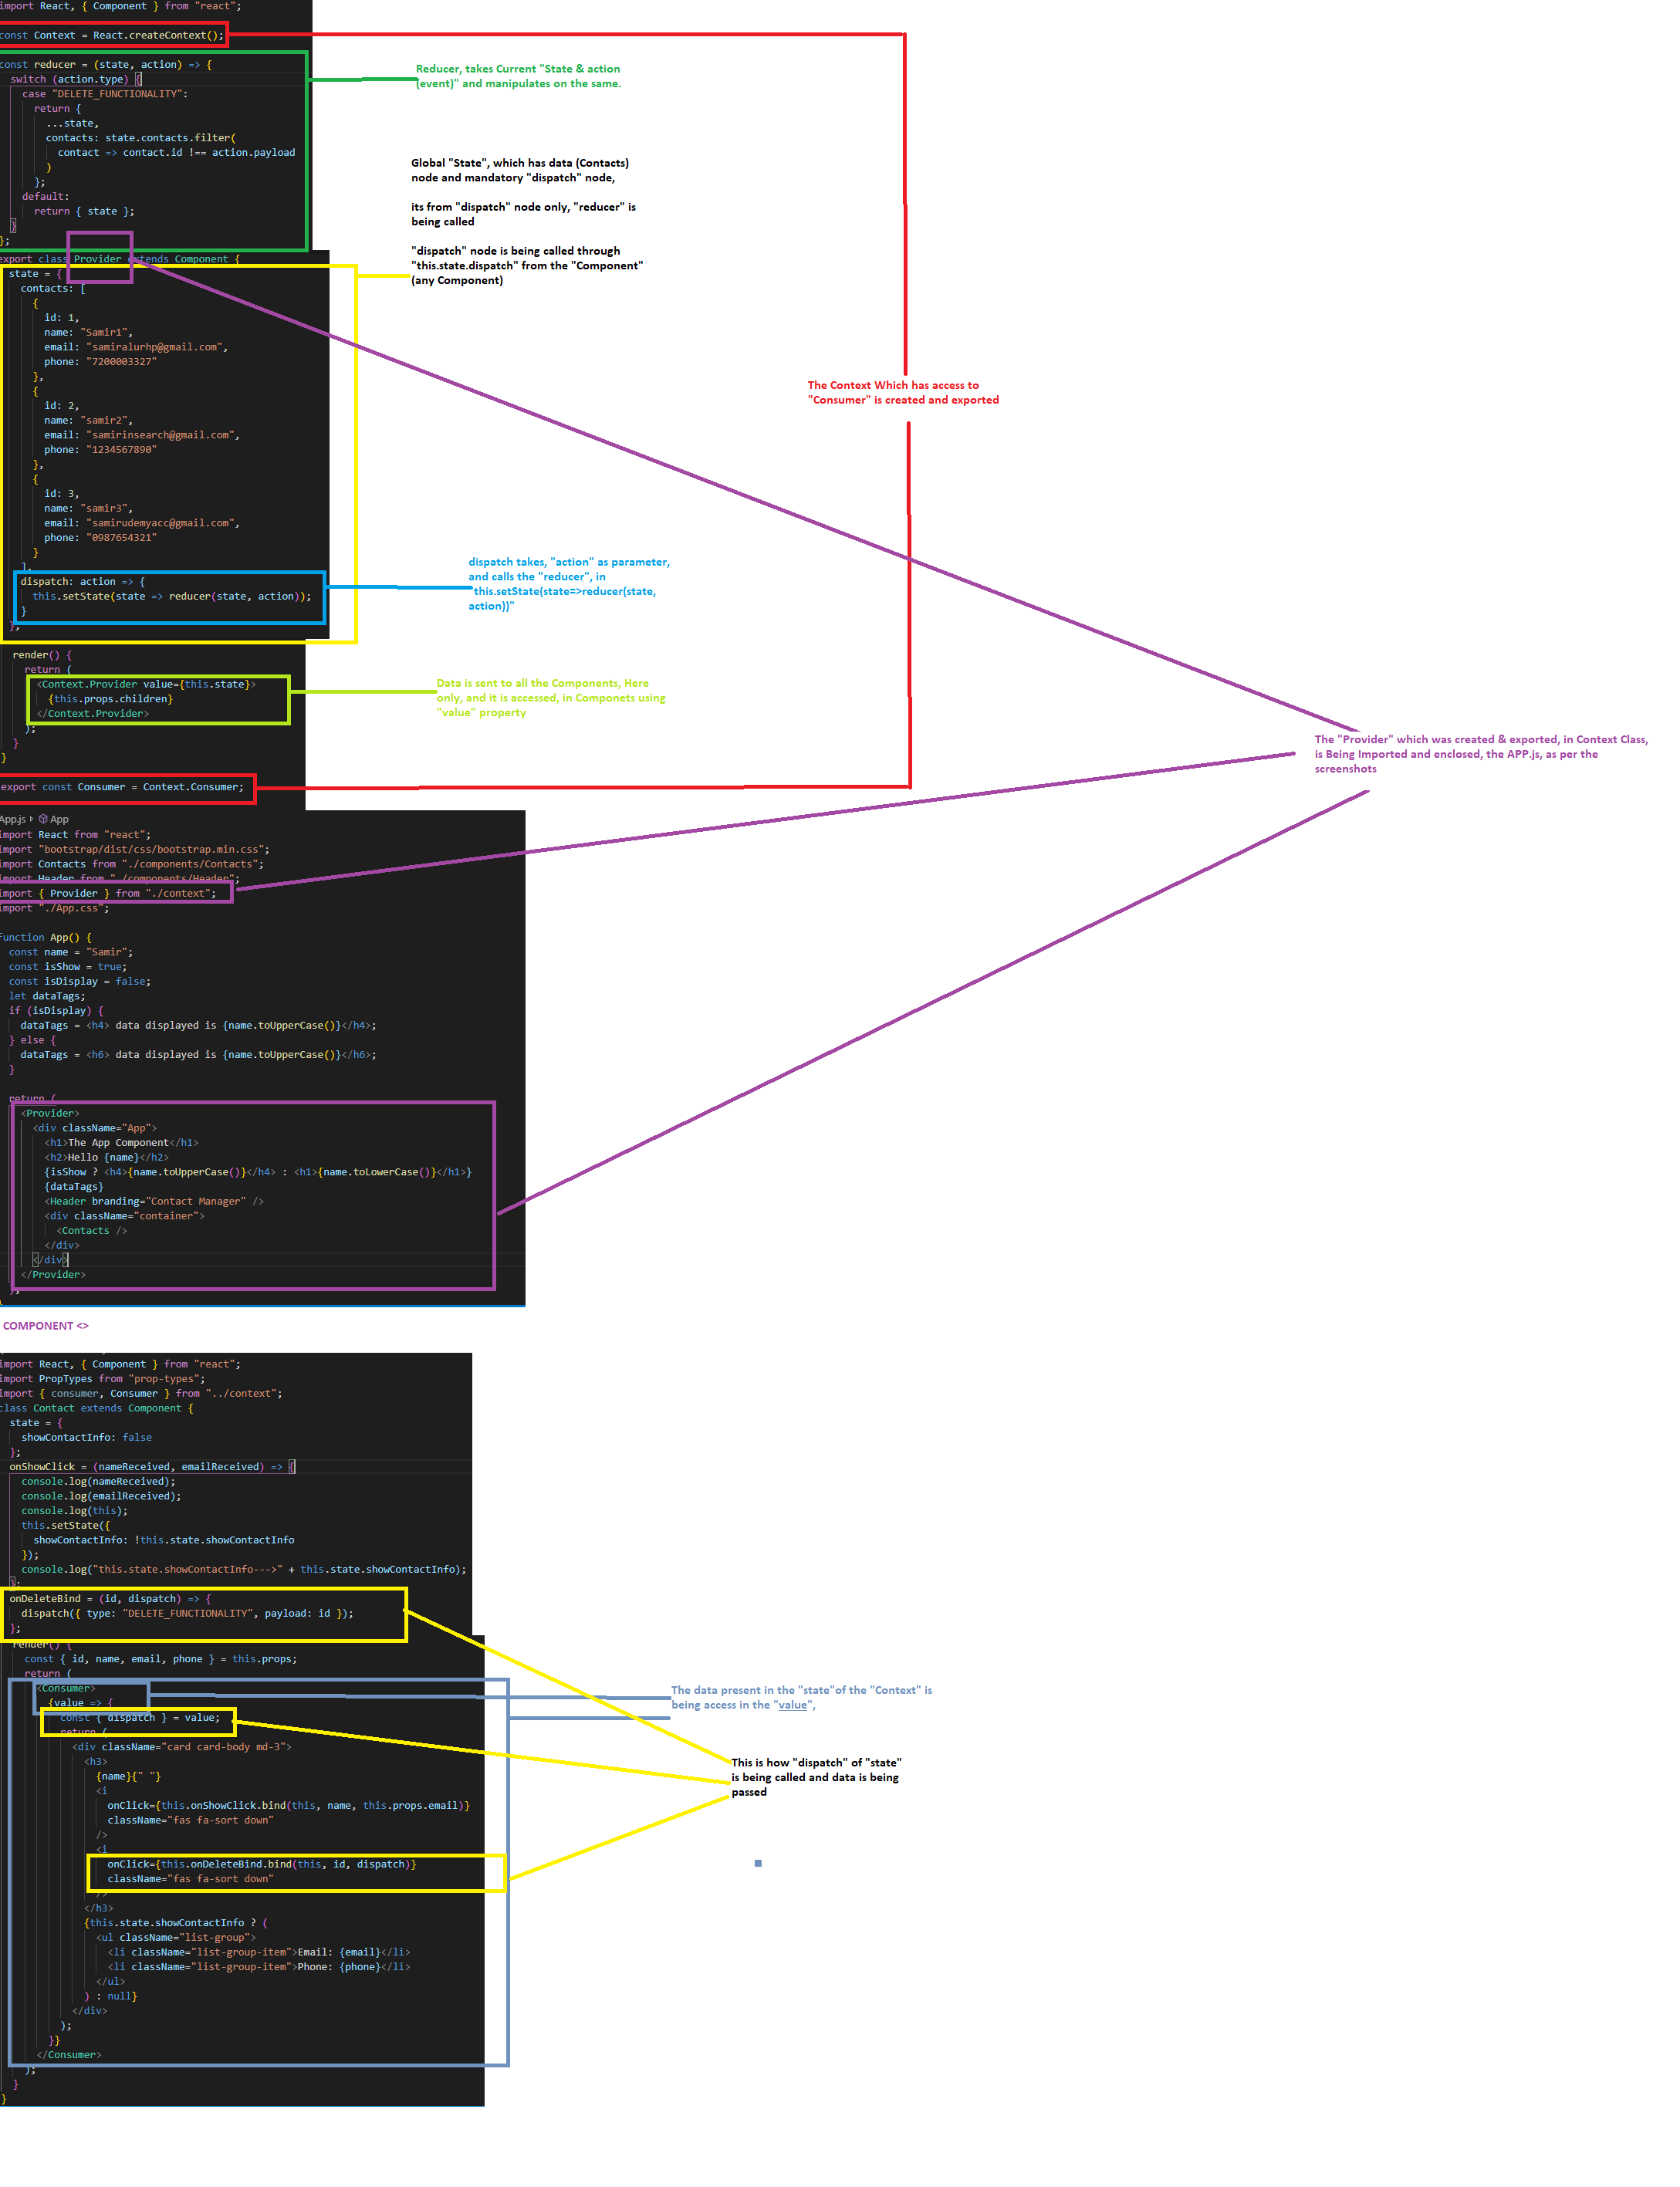 import React, { Component } from "react";
const Context = React.createContext();
const reducer = (state, action) => {
switch (action.type) {
case "DELETE_FUNCTIONALITY":
return {
...state,
contacts: state.contacts.filter(
contact => contact.id !== action.payload
)
};
default:
return { state };
}
};
Reducer, takes Current "State & action
(event)" and manipulates on the same.
Global "State", which has data (Contacts)
node and mandatory "dispatch" node,
its from "dispatch" node only, "reducer" is
being called
"dispatch" node is being called through
"this.state.dispatch" from the "Component"
(any Component)
export class Provider extends Component {
state = {
contacts: [
{
id: 1,
name: "Samir1",
email: "samiralurhp@gmail.com",
phone: "7200003327"
},
{
id: 2,
name: "samir2",
email: "samirinsearch@gmail.com",
phone: "1234567890"
},
{
id: 3,
name: "samir3",
email: "samirudemyacc@gmail.com",
phone: "0987654321"
}
],
dispatch: action => {
this.setState(state => reducer(state, action));
}
};
The Context Which has access to
"Consumer" is created and exported
dispatch takes, "action" as parameter,
and calls the "reducer", in
"this.setState(state=>reducer(state,
action))"
render() {
return (
<Context.Provider value={this.state}>
{this.props.children}
</Context.Provider>
);
}
}
Data is sent to all the Components, Here
only, and it is accessed, in Componets using
"value" property
The "Provider" which was created & exported, in Context Class,
is Being Imported and enclosed, the APP.js, as per the
screenshots
export const Consumer = Context.Consumer;
App.js App
import React from "react";
import "bootstrap/dist/css/bootstrap.min.css";
import Contacts from "./components/Contacts";
import Header from "./components/Header";
import { Provider } from "./context";
import "./App.css";
function App() {
const name = "Samir";
const isShow = true;
const isDisplay = false;
let dataTags;
if (isDisplay) {
dataTags = <h4> data displayed is {name.toUpperCase()}</h4>;
} else {
dataTags = <h6> data displayed is {name.toUpperCase()}</h6>;
}
return (
<Provider>
<div className="App">
<h1>The App Component</h1>
<h2>Hello {name}</h2>
{isShow ? <h4>{name.toUpperCase()}</h4> : <h1>{name.toLowerCase()}</h1>}
{dataTags}
<Header branding="Contact Manager" />
<div className="container">
<Contacts />
</div>
</div>
</Provider>
);
COMPONENT <>
import React, { Component } from "react";
import PropTypes from "prop-types";
import { consumer, Consumer } from "../context";
class Contact extends Component {
state = {
showContactInfo: false
};
onShowClick = (nameReceived, emailReceived) => {
console.log(nameReceived);
console.log(emailReceived);
console.log(this);
this.setState({
showContactInfo: !this.state.showContactInfo
});
console.log("this.state.showContactInfo--->" + this.state.showContactInfo);
};
onDeleteBind = (id, dispatch) => {
dispatch({ type: "DELETE_FUNCTIONALITY", payload: id });
};
render() {
const { id, name, email, phone } = this.props;
return (
<Consumer>
{value => {
const { dispatch } = value;
return (
<div className="card card-body md-3">
<h3>
{name}{" "}
<i
onClick={this.onShowClick.bind(this, name, this.props.email)}
className="fas fa-sort down"
/>
<i
onClick={this.onDeleteBind.bind(this, id, dispatch)}
className="fas fa-sort down"
/>
</h3>
{this.state.showContactInfo ? (
<ul className="list-group">
<li className="list-group-item">Email: {email}</li>
<li className="list-group-item">Phone: {phone}</li>
</ul>
) : null}
</div>
);
}}
</Consumer>
);
}
}
The data present in the "state"of the "Context" is
being access in the "value",
This is how "dispatch" of "state"
is being called and data is being
passed